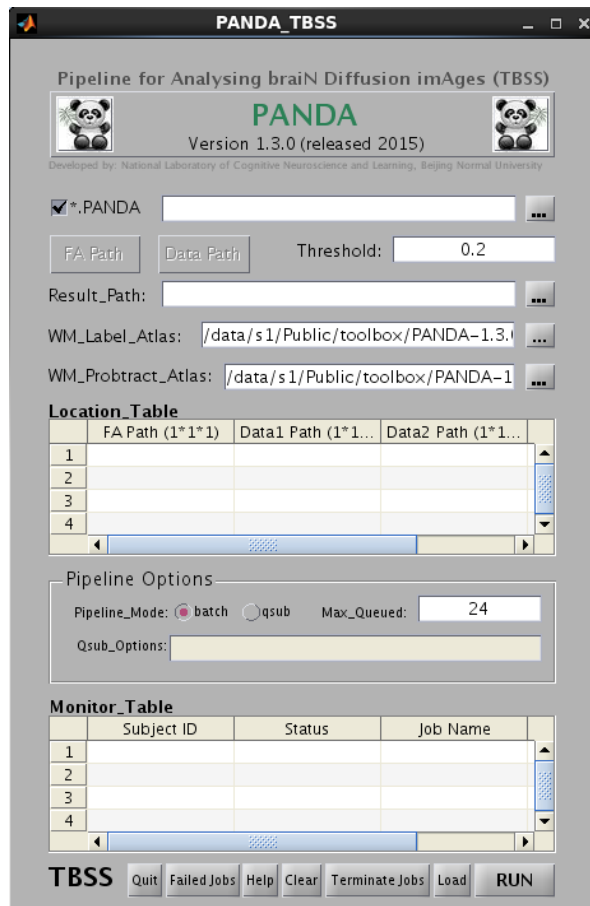 PANDA_TBSS
Pipeline for Analysing braiN Diffusion imAges (TBSS)
PANDA
Version 1.3.0 (released 2015)
Developed by: National Laboratory of Cognitive Neuroscience and Learning, Beijing Normal University
*.PANDA ...
FA Path Data Path Threshold: 0.2
Result_Path: ...
WM_Label_Atlas: /data/s1/Public/toolbox/PANDA-1.3.( ...
WM_Probtract_Atlas: /data/s1/Public/toolbox/PANDA-1 ...
Location_Table
FA Path (1*1*1) Data1 Path (1*1... Data2 Path (1*1...
1
2
3
4
Pipeline Options
Pipeline_Mode: batch qsub Max_Queued: 24
Qsub_Options:
Monitor_Table
Subject ID Status Job Name
1
2
3
4
TBSS Quit Failed Jobs Help Clear Terminate Jobs Load RUN